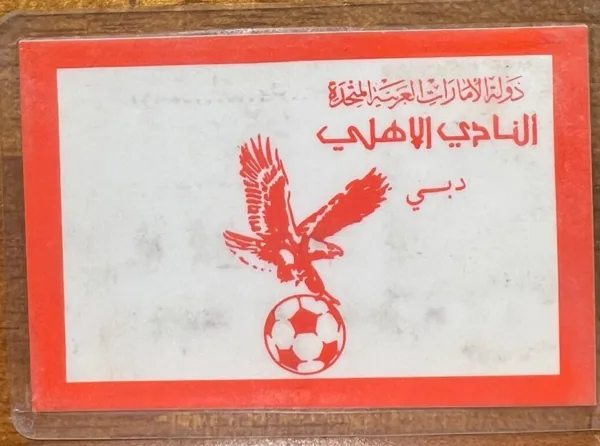 دولة الامارات العربية المتحدة
النادي الاهلي
دبي